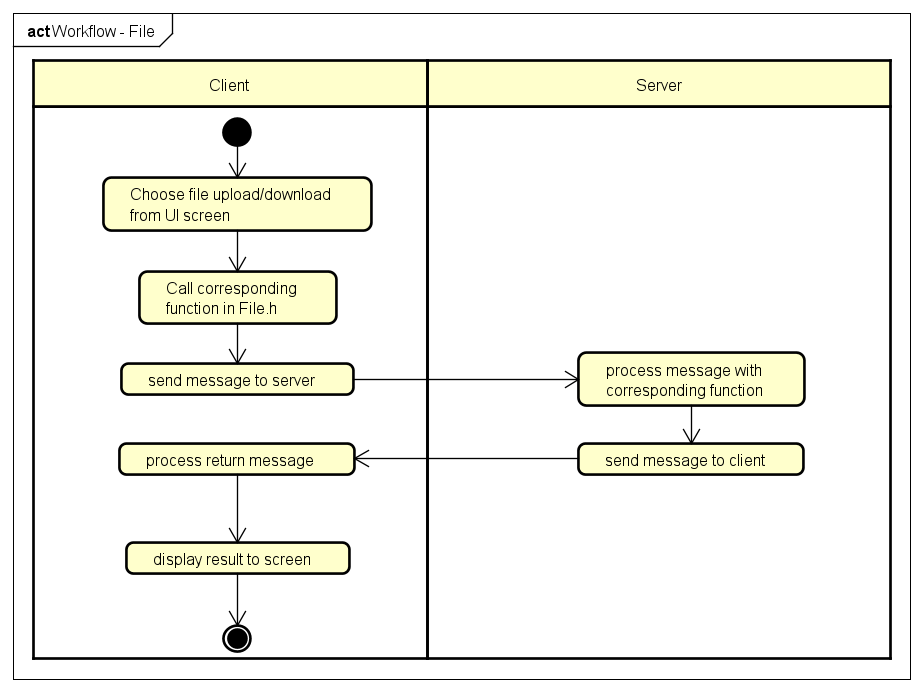 act Workflow - File
Client
Server
Choose file upload/download
from UI screen
Call corresponding
function in File.h
send message to server
process message with
corresponding function
process return message
send message to client
display result to screen